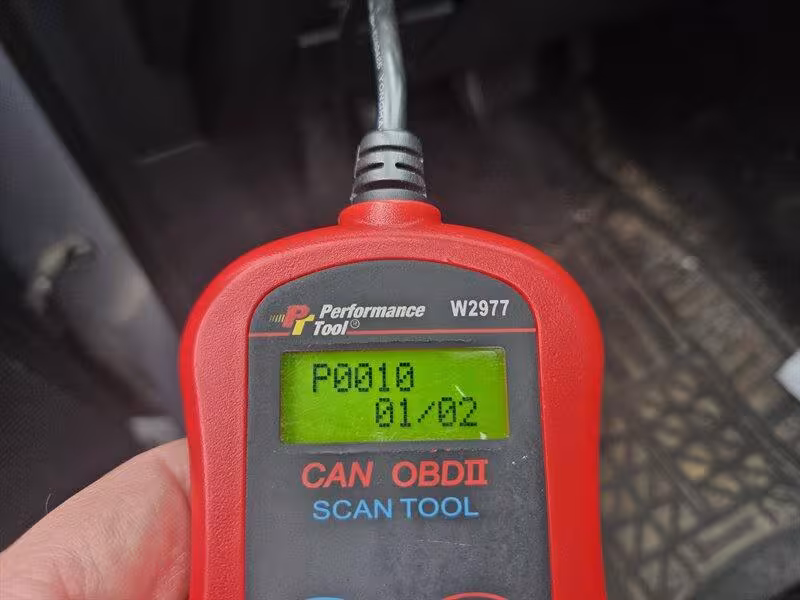 Performance
Tool®
W2977
P0010
01/02
CAN OBDII
SCAN TOOL